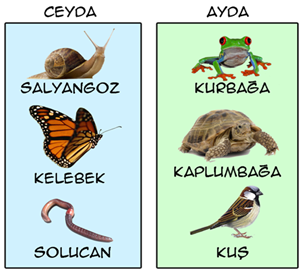 CEYDA
SALYANGOZ
KELEBEK
SOLUCAN
AYDA
KURBAĞA
KAPLUMBAĞA
KUŞ